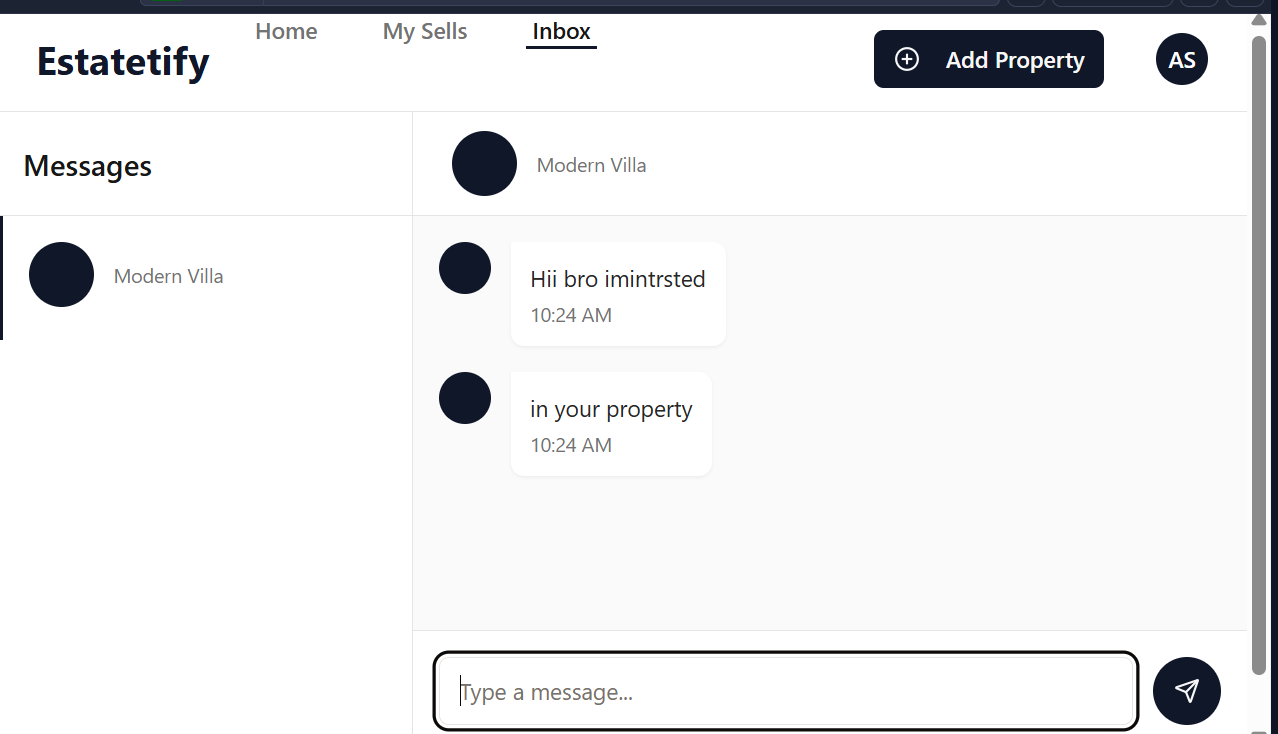 Estatetify
Home
My Sells
Inbox
Add Property
AS
Messages
Modern Villa
Modern Villa
Hii bro imintrsted
10:24 AM
in your property
10:24 AM
Type a message...